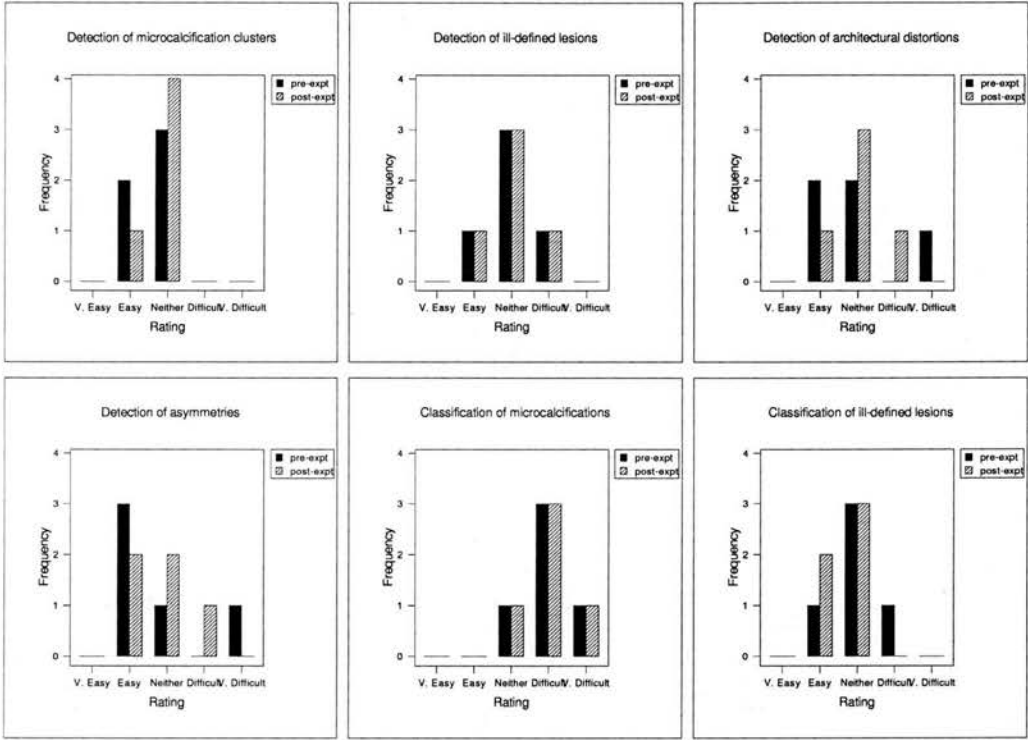 Detection of microcalcification clusters
pre-expt
post-expt
4
3
2
1
0
Frequency
V. Easy Easy Neither Difficult V. Difficult
Rating
Detection of ill-defined lesions
pre-expt
post-expt
4
3
2
1
0
Frequency
V. Easy Easy Neither Difficult V. Difficult
Rating
Detection of architectural distortions
pre-expt
post-expt
4
3
2
1
0
Frequency
V. Easy Easy Neither Difficult V. Difficult
Rating
Detection of asymmetries
pre-expt
post-expt
4
3
2
1
0
Frequency
V. Easy Easy Neither Difficult V. Difficult
Rating
Classification of microcalcifications
pre-expt
post-expt
4
3
2
1
0
Frequency
V. Easy Easy Neither Difficult V. Difficult
Rating
Classification of ill-defined lesions
pre-expt
post-expt
4
3
2
1
0
Frequency
V. Easy Easy Neither Difficult V. Difficult
Rating